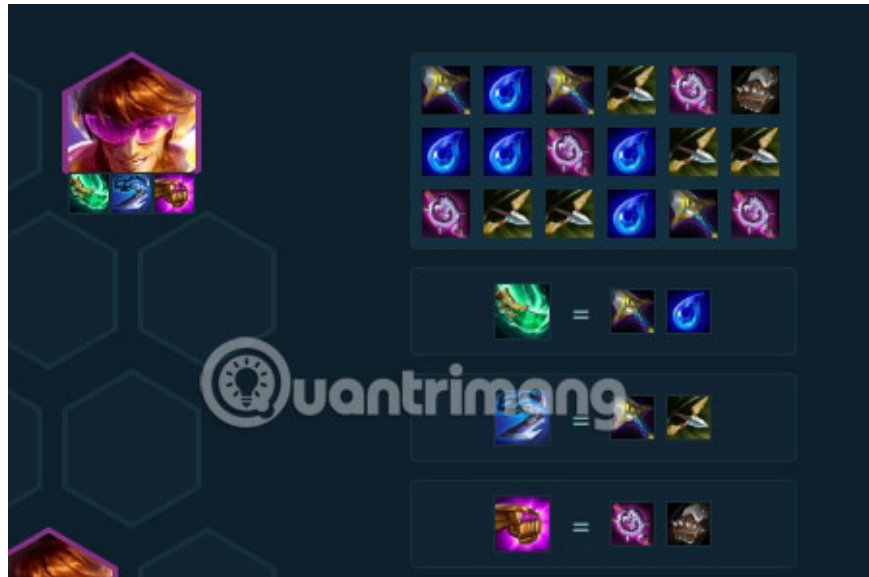 Quantrimang
=
=
=